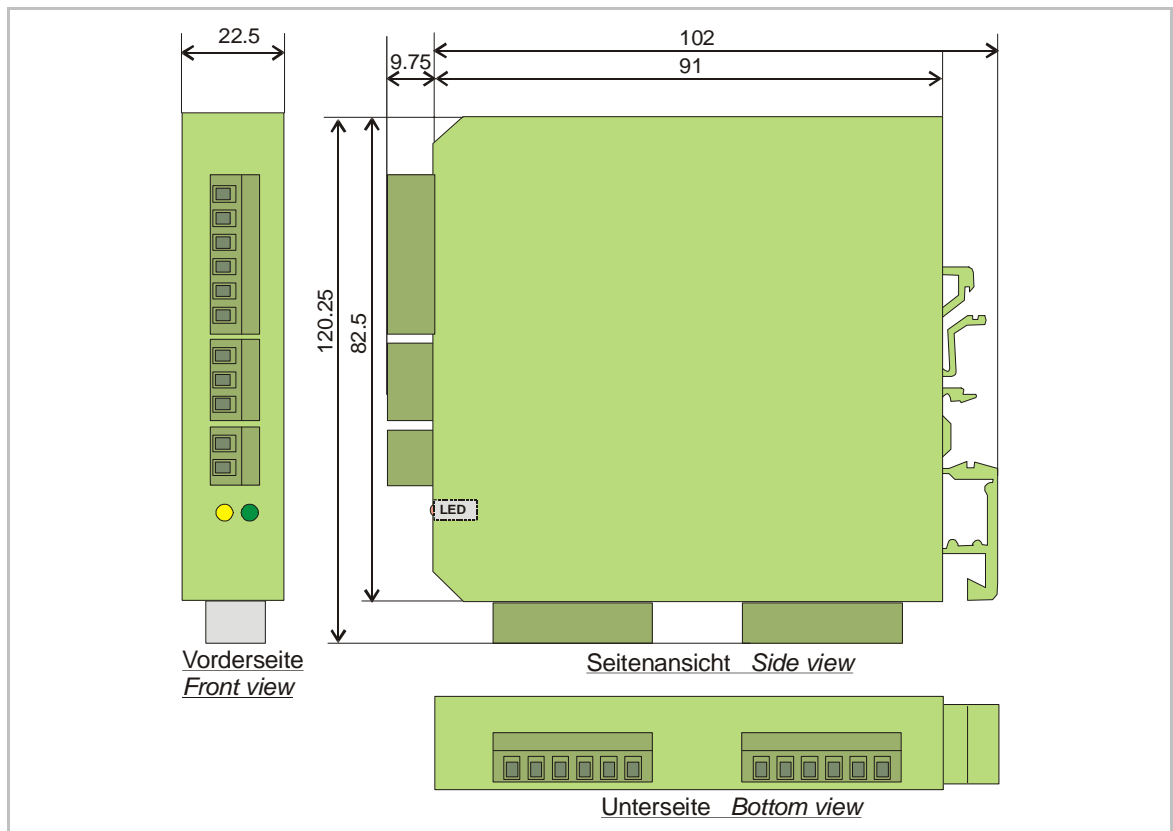 22.5
102
9.75
91
120.25
82.5
LED
Vorderseite
Front view
Seitenansicht Side view
Unterseite Bottom view